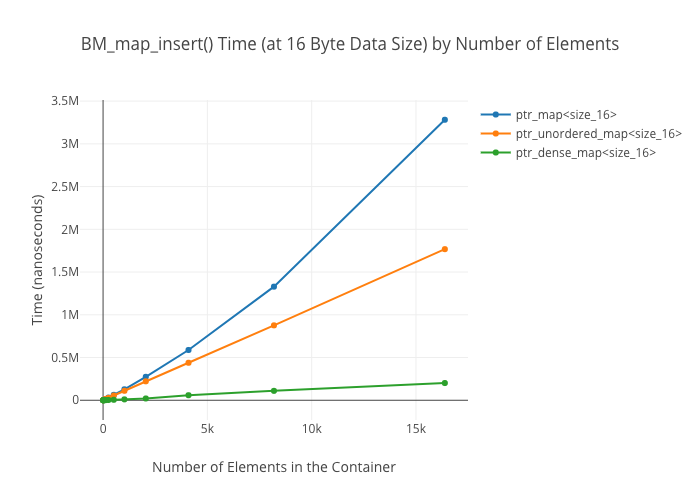 BM_map_insert() Time (at 16 Byte Data Size) by Number of Elements
3.5M
3M
2.5M
2M
1.5M
1M
0.5M
0
Time (nanoseconds)
0
5k
10k
15k
Number of Elements in the Container
ptr_map<size_16>
ptr_unordered_map<size_16>
ptr_dense_map<size_16>